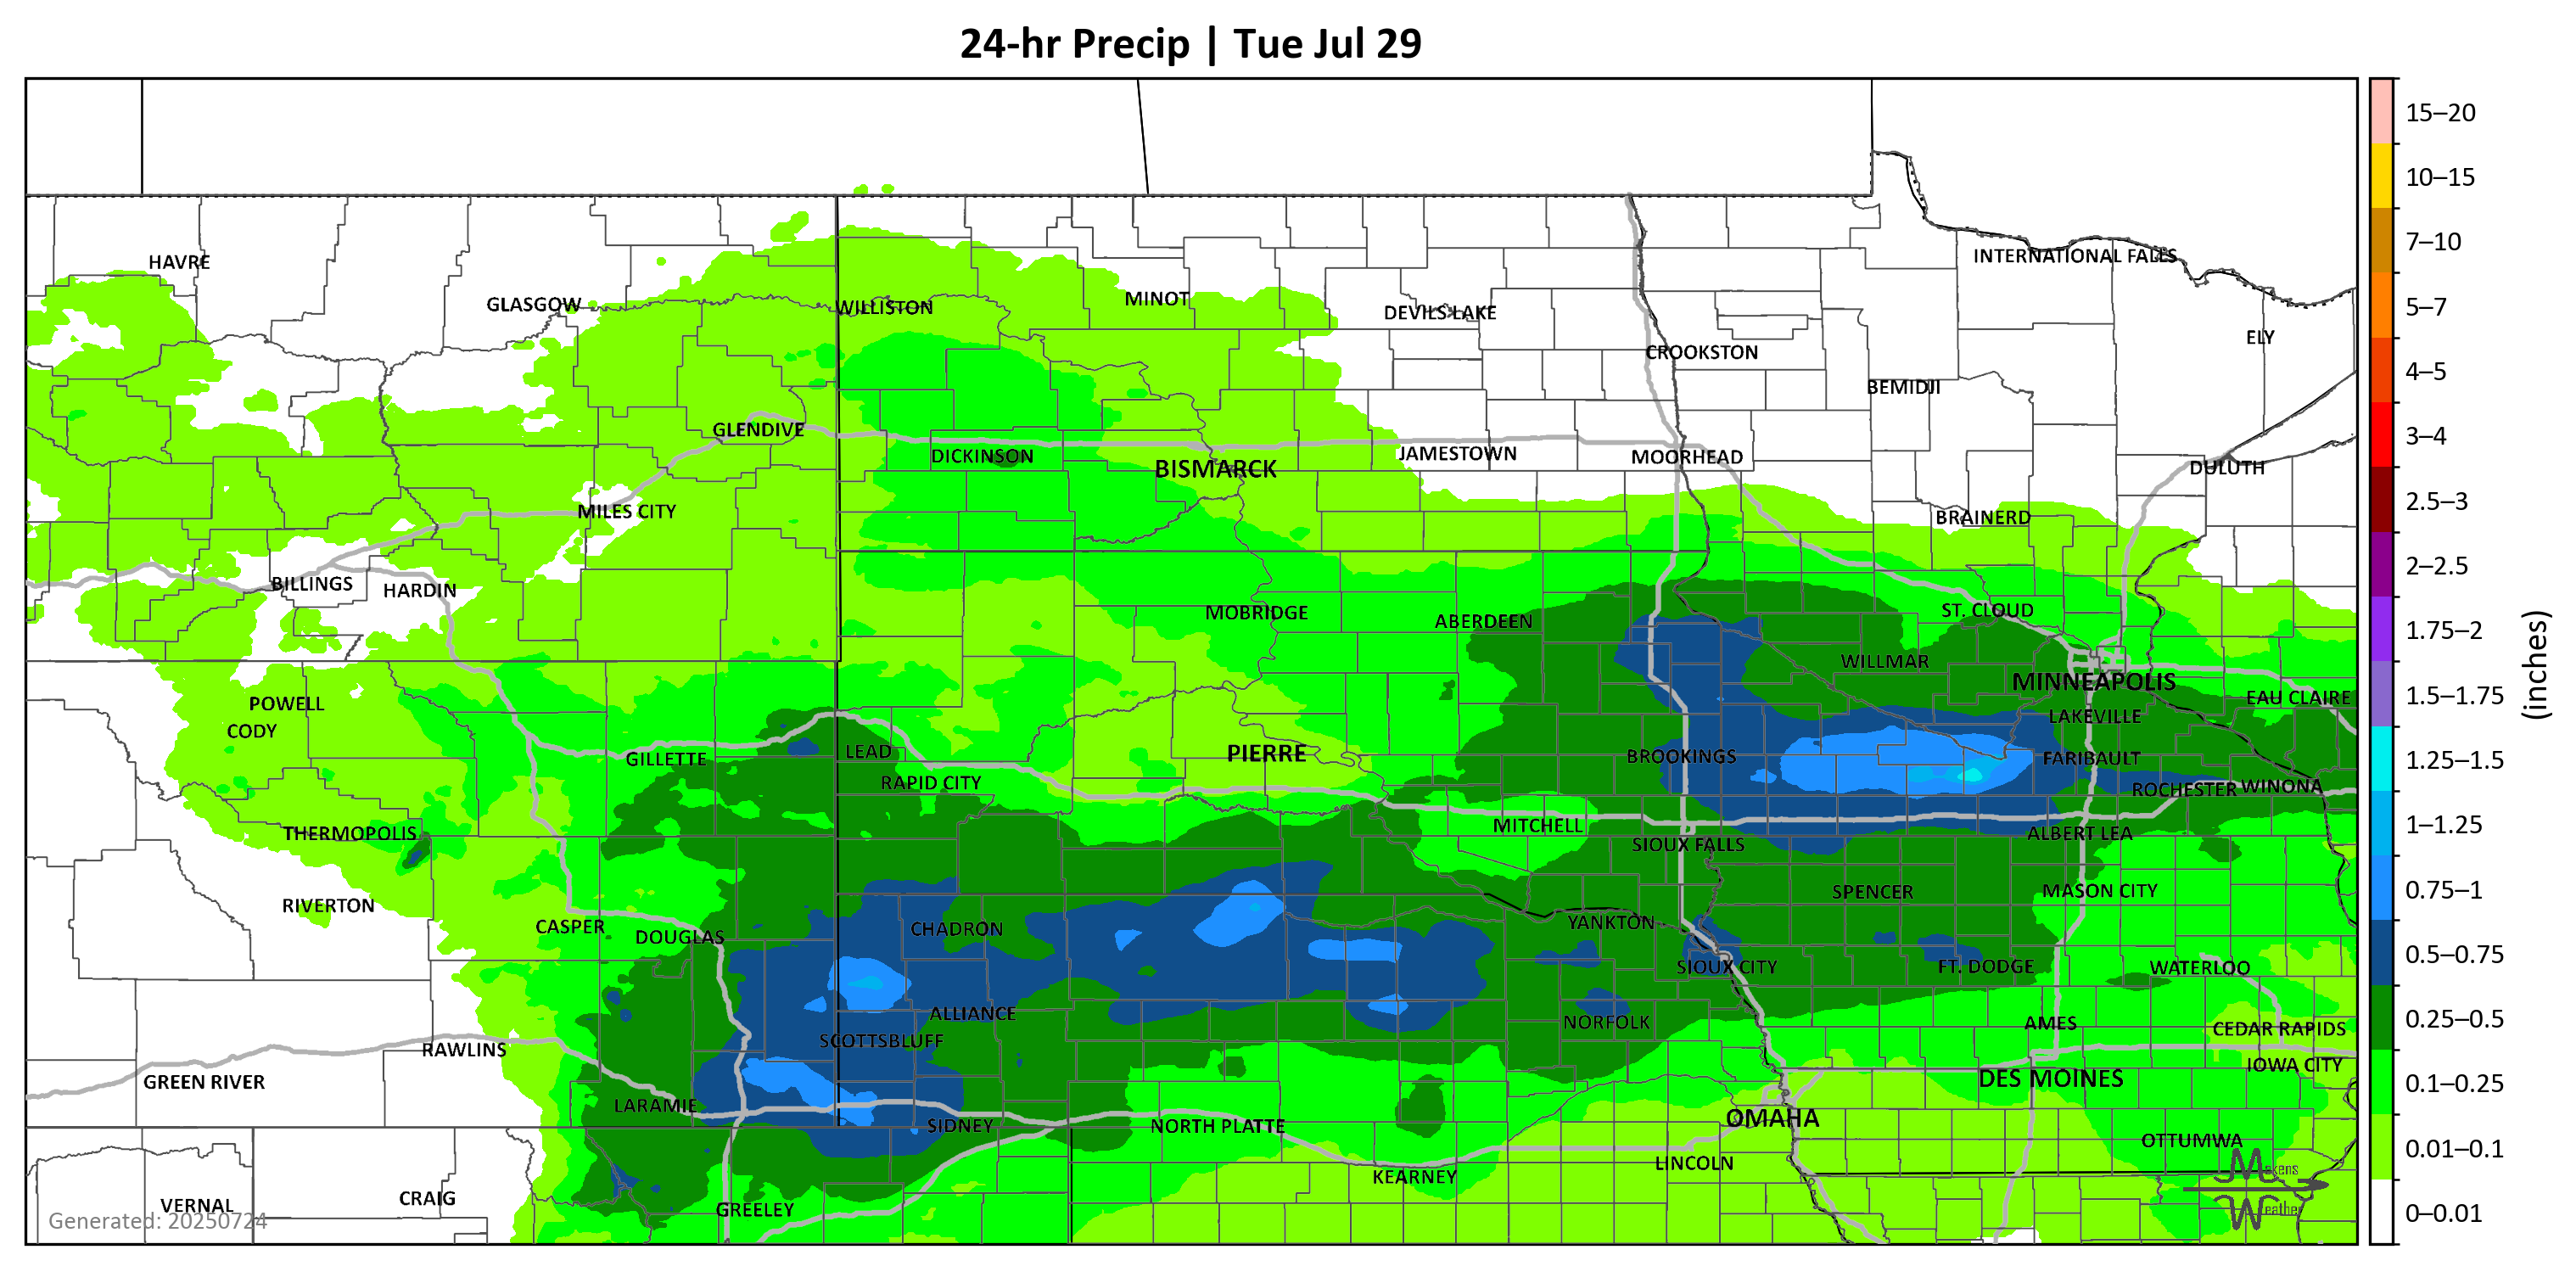 24-hr Precip | Tue Jul 29
15–20
10–15
7–10
5–7
4–5
3–4
2.5–3
2–2.5
1.75–2
1.5–1.75
1.25–1.5
1–1.25
0.75–1
0.5–0.75
0.25–0.5
0.1–0.25
0.01–0.1
0–0.01
(inches)
HAVRE
INTERNATIONAL FALLS
GLASGOW
WILLISTON
MINOT
DEVILS LAKE
ELY
CROOKSTON
BEMIDJI
GLENDIVE
DICKINSON
BISMARCK
JAMESTOWN
MOORHEAD
DULUTH
MILES CITY
BRAINERD
BILLINGS
HARDIN
MOBRIDGE
ABERDEEN
ST. CLOUD
WILLMAR
MINNEAPOLIS
POWELL
EAU CLAIRE
CODY
LAKEVILLE
GILLETTE
LEAD
PIERRE
BROOKINGS
FARIBAULT
RAPID CITY
ROCHESTER
WINONA
THERMOPOLIS
MITCHELL
ALBERT LEA
SIOUX FALLS
RIVERTON
SPENCER
MASON CITY
CASPER
DOUGLAS
CHADRON
YANKTON
SIOUX CITY
FT. DODGE
WATERLOO
ALLIANCE
NORFOLK
AMES
CEDAR RAPIDS
SCOTTSBLUFF
RAWLINS
IOWA CITY
GREEN RIVER
DES MOINES
LARAMIE
OMAHA
SIDNEY
NORTH PLATTE
OTTUMWA
LINCOLN
KEARNEY
VERNAL
CRAIG
GREELEY
Generated: 20250724
Makens
Weather